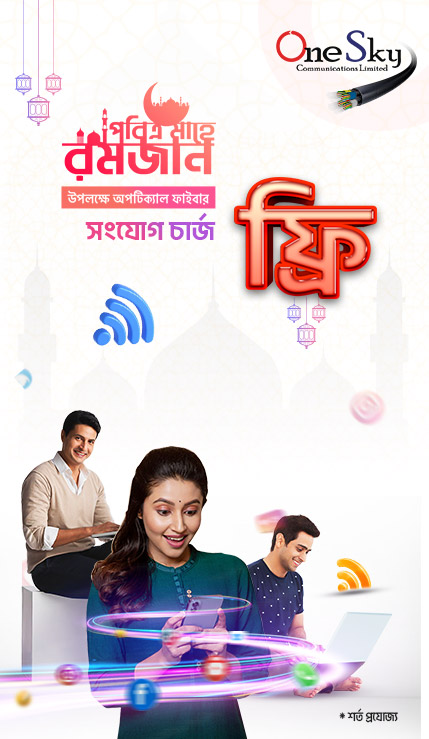 One Sky
Communications Limited
পবিত্র মাহে
রমজান
উপলক্ষে অপটিক্যাল ফাইবার
সংযোগ চার্জ
ফ্রি
* শর্ত প্রযোজ্য